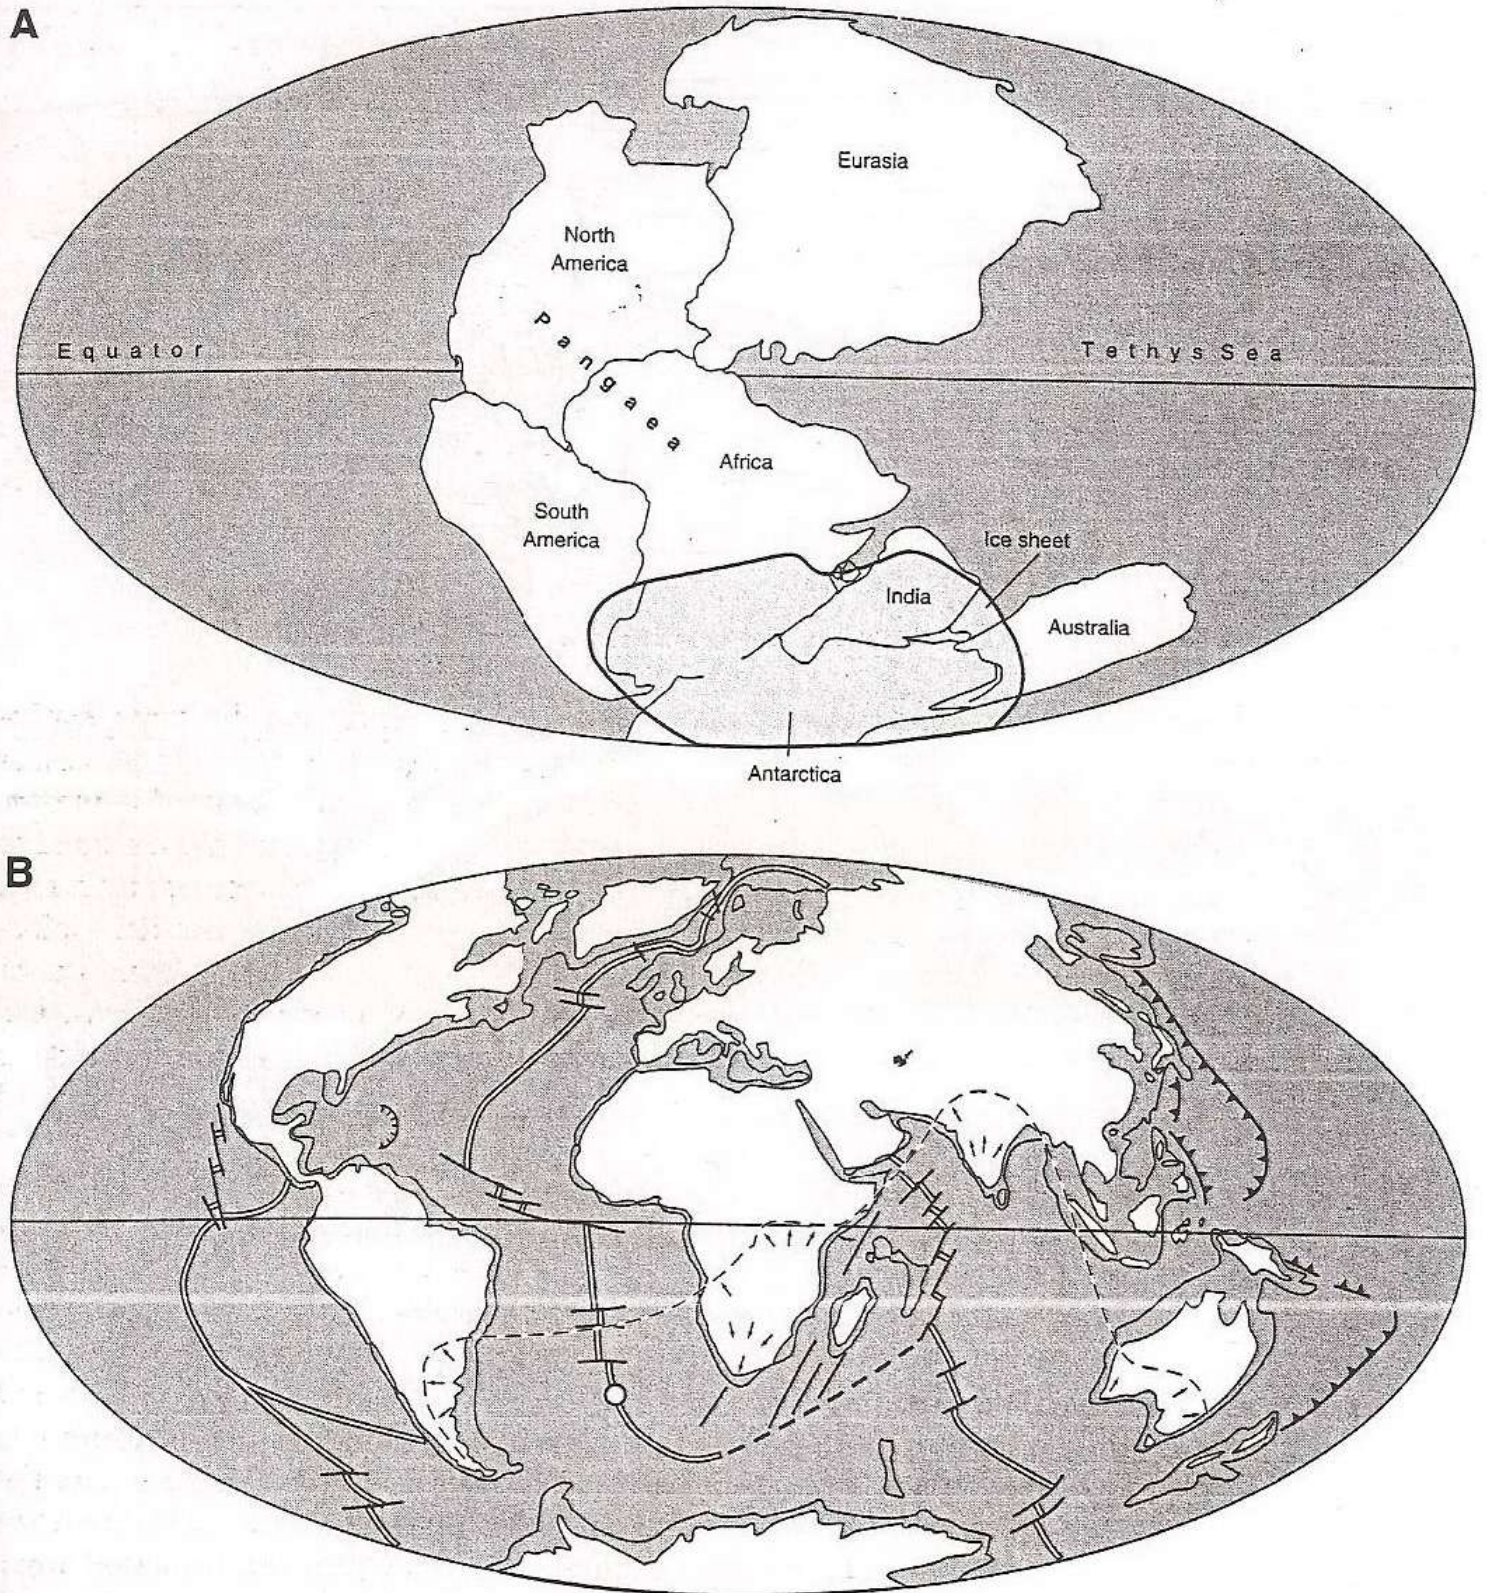 A
Eurasia
North
America
Pangaea
Equator
Tethys Sea
Africa
South
America
Ice sheet
India
Australia
Antarctica
B